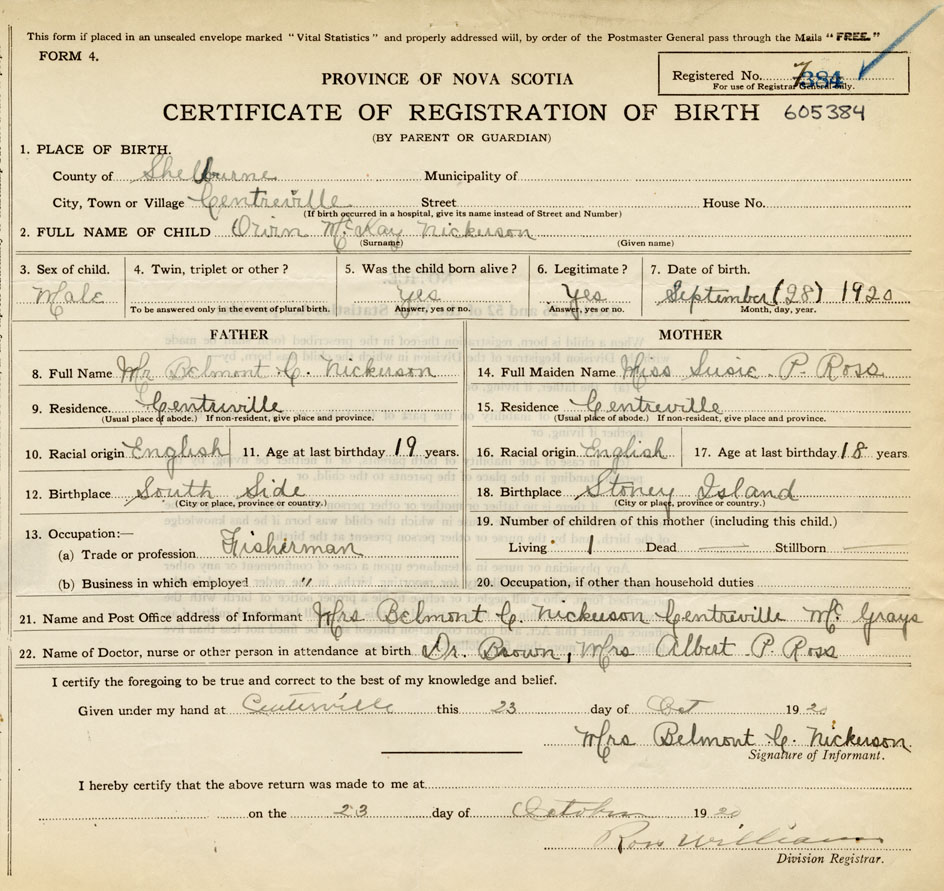 This form if placed in an unsealed envelope marked "Vital Statistics" and properly addressed will, by order of the Postmaster General pass through the Mails "FREE."
FORM 4.
PROVINCE OF NOVA SCOTIA
Registered No. 7384
For use of Registrar General only.
CERTIFICATE OF REGISTRATION OF BIRTH 605384
(BY PARENT OR GUARDIAN)
1. PLACE OF BIRTH.
County of Shelburne Municipality of
City, Town or Village Centreville Street House No.
(If birth occurred in a hospital, give its name instead of Street and Number)
2. FULL NAME OF CHILD Orvin McKay Nickerson
(Surname) (Given name)
3. Sex of child. 4. Twin, triplet or other? 5. Was the child born alive? 6. Legitimate? 7. Date of birth.
Male yes Yes September (28) 1920
To be answered only in the event of plural birth. Answer, yes or no. Answer, yes or no. Month, day, year.
FATHER MOTHER
8. Full Name Mr Belmont C. Nickerson 14. Full Maiden Name Miss Susie P. Ross
9. Residence. Centreville 15. Residence Centreville
(Usual place of abode.) If non-resident, give place and province. (Usual place of abode.) If non-resident, give place and province.
10. Racial origin English 11. Age at last birthday 19 years. 16. Racial origin English 17. Age at last birthday 18 years
12. Birthplace South Side 18. Birthplace Stoney Island
(City or place, province or country.) (City or place, province or country.)
13. Occupation:— 19. Number of children of this mother (including this child.)
(a) Trade or profession Fisherman Living 1 Dead — Stillborn —
(b) Business in which employed " 20. Occupation, if other than household duties
21. Name and Post Office address of Informant Mrs Belmont C. Nickerson Centreville Mc Grays
22. Name of Doctor, nurse or other person in attendance at birth Dr. Brown, Mrs Albert P. Ross
I certify the foregoing to be true and correct to the best of my knowledge and belief.
Given under my hand at Centerville this 23 day of Oct 1920
Mrs Belmont C. Nickerson.
Signature of Informant.
I hereby certify that the above return was made to me at
on the 23 day of October 1920
Ross William
Division Registrar.